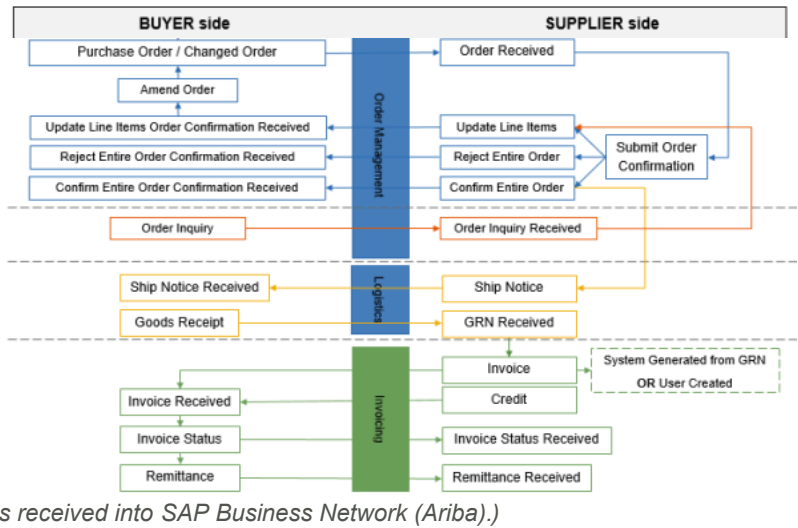 BUYER side
SUPPLIER side
Purchase Order / Changed Order
Order Received
Amend Order
Order Management
Update Line Items Order Confirmation Received
Update Line Items
Submit Order
Confirmation
Reject Entire Order Confirmation Received
Reject Entire Order
Confirm Entire Order Confirmation Received
Confirm Entire Order
Order Inquiry
Order Inquiry Received
Logistics
Ship Notice Received
Ship Notice
Goods Receipt
GRN Received
Invoicing
Invoice
System Generated from GRN
OR User Created
Invoice Received
Credit
Invoice Status
Invoice Status Received
Remittance
Remittance Received
s received into SAP Business Network (Ariba).)